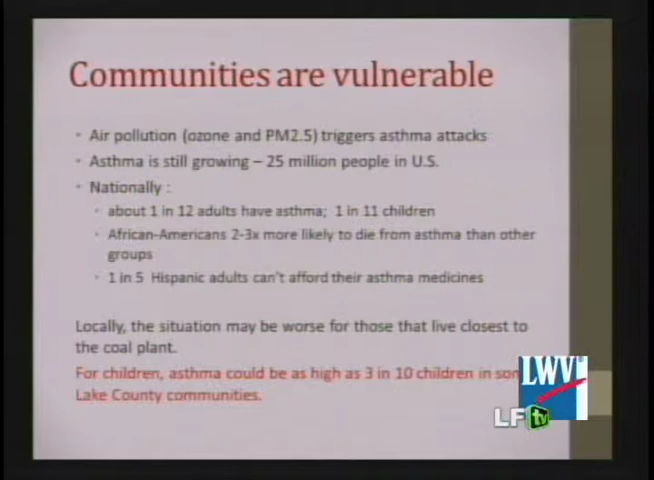 Communities are vulnerable
Air pollution (ozone and PM2.5) triggers asthma attacks
Asthma is still growing – 25 million people in U.S.
Nationally :
about 1 in 12 adults have asthma; 1 in 11 children
African-Americans 2-3x more likely to die from asthma than other
groups
1 in 5 Hispanic adults can't afford their asthma medicines
Locally, the situation may be worse for those that live closest to
the coal plant.
For children, asthma could be as high as 3 in 10 children in
Lake County communities.
LWV
LF tv